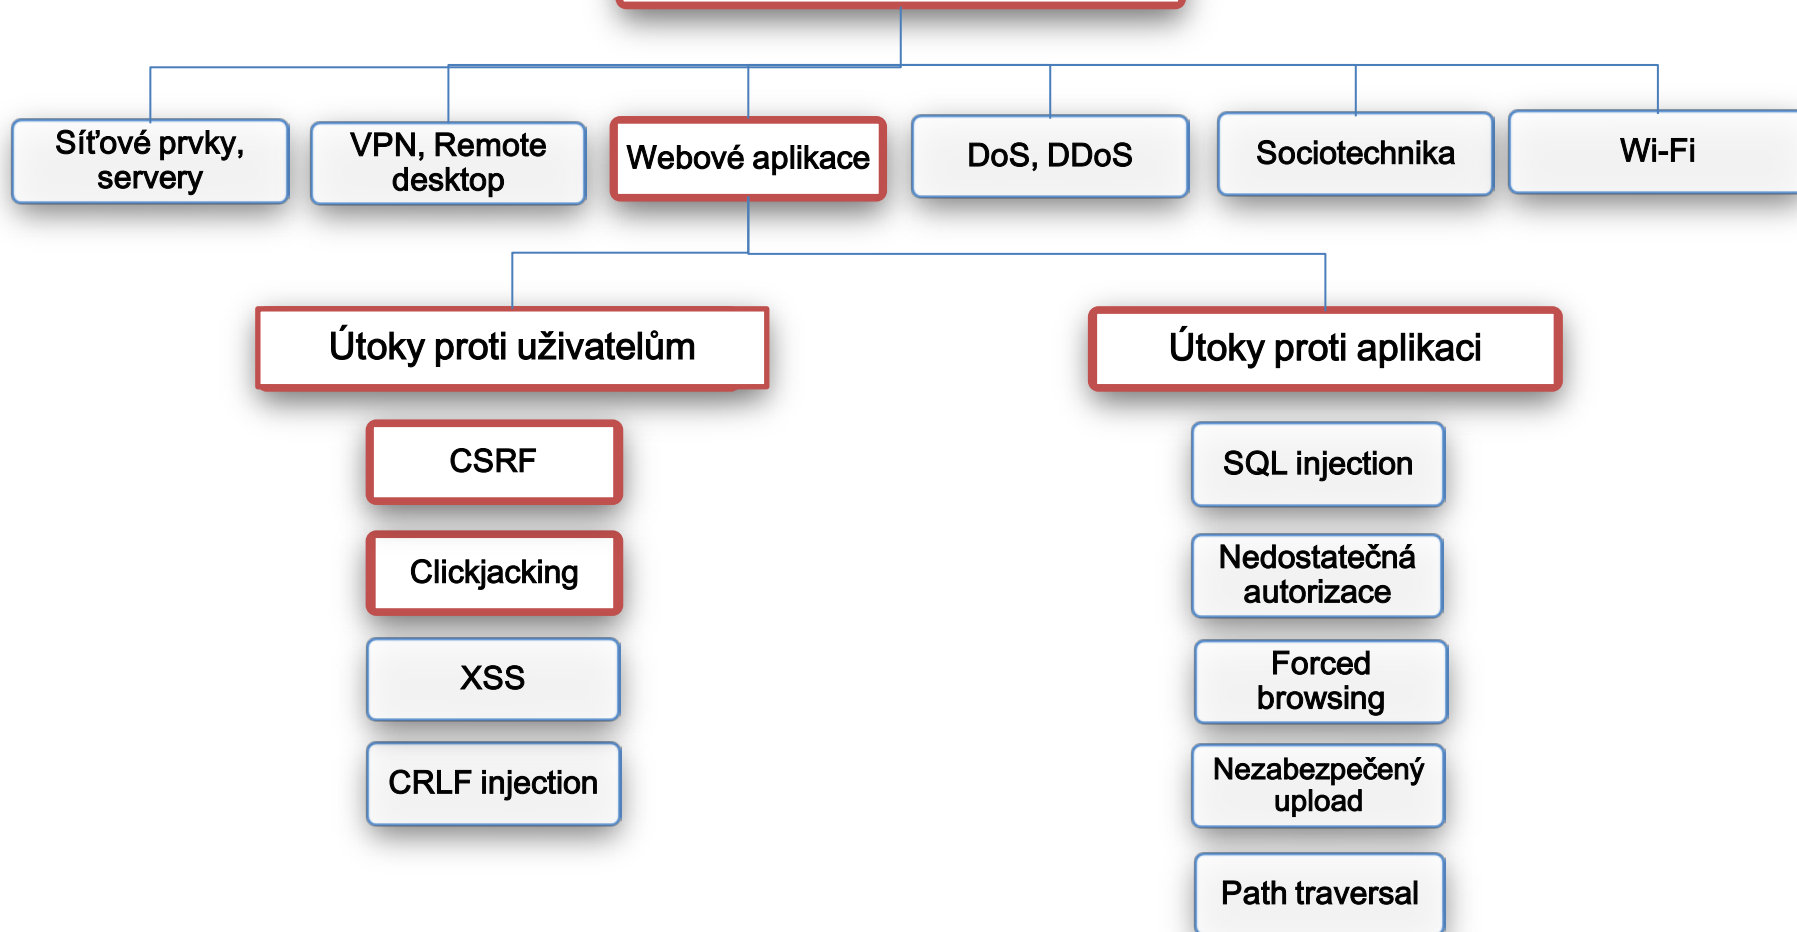 Síťové prvky,
servery
VPN, Remote
desktop
Webové aplikace
DoS, DDoS
Sociotechnika
Wi-Fi
Útoky proti uživatelům
Útoky proti aplikaci
CSRF
Clickjacking
XSS
CRLF injection
SQL injection
Nedostatečná
autorizace
Forced
browsing
Nezabezpečený
upload
Path traversal